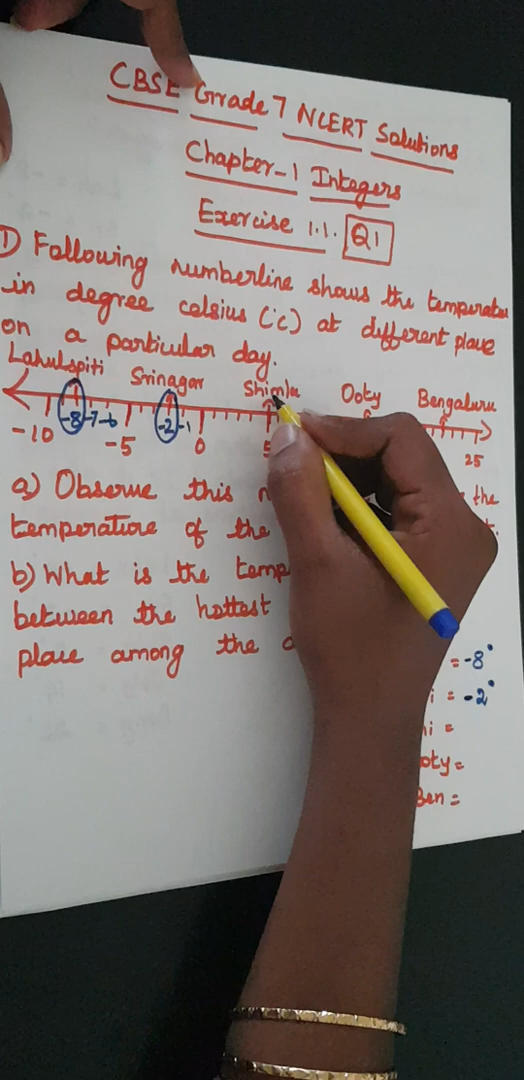 CBSE Grade 7 NCERT Solutions
Chapter-1 Integers
Exercise 1.1. Q1
1) Following numberline shows the
in degree celsius (°c) at different place
on a particular day.
Lahulspiti Srinagar Shimla Ooty Bengaluru
-8 -7 -6 -2 -1
-10 -5 0 5 25
a) Observe this the
temperature of the
b) What is the
between the hottest
place among the
= -8°
i = -2°
=
oty =
Ben =